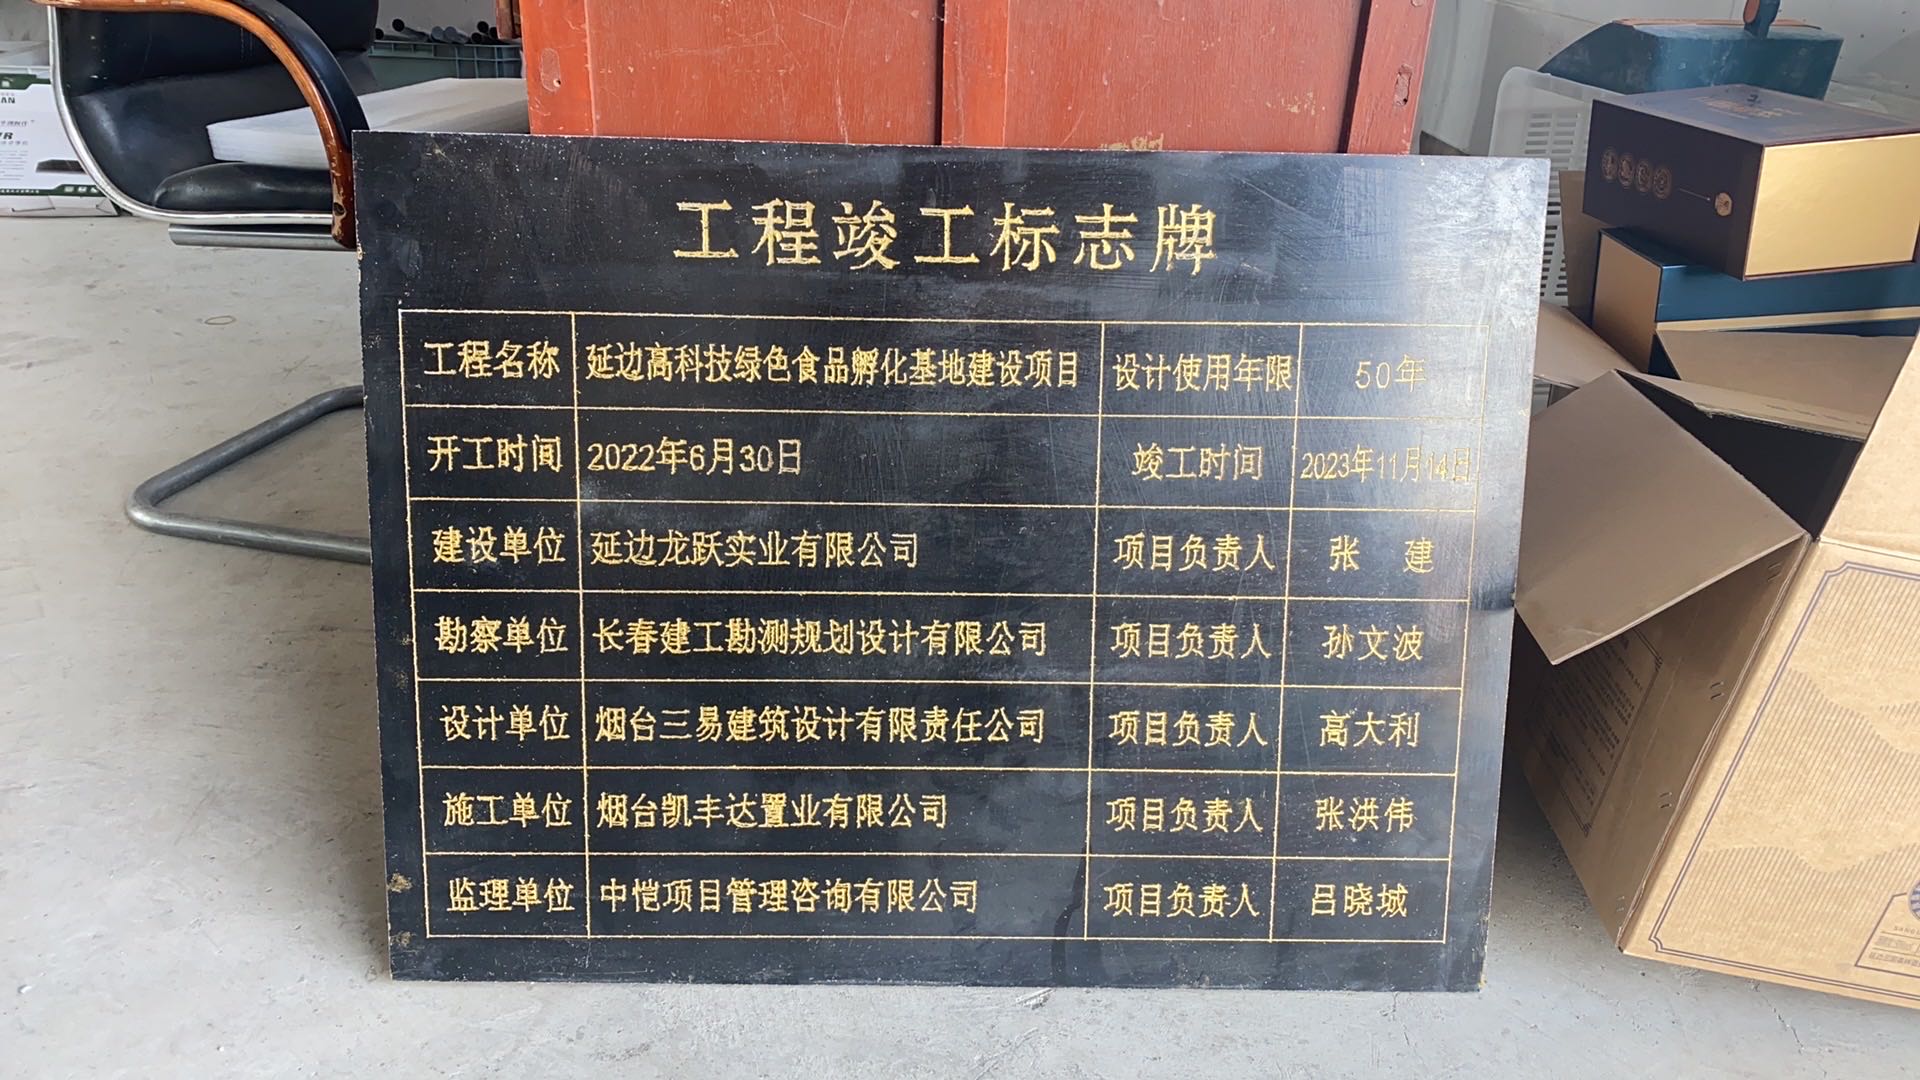 工程竣工标志牌
工程名称 延边高科技绿色食品孵化基地建设项目 设计使用年限 50年
开工时间 2022年6月30日 竣工时间 2023年11月14日
建设单位 延边龙跃实业有限公司 项目负责人 张 建
勘察单位 长春建工勘测规划设计有限公司 项目负责人 孙文波
设计单位 烟台三易建筑设计有限责任公司 项目负责人 高大利
施工单位 烟台凯丰达置业有限公司 项目负责人 张洪伟
监理单位 中恺项目管理咨询有限公司 项目负责人 吕晓城